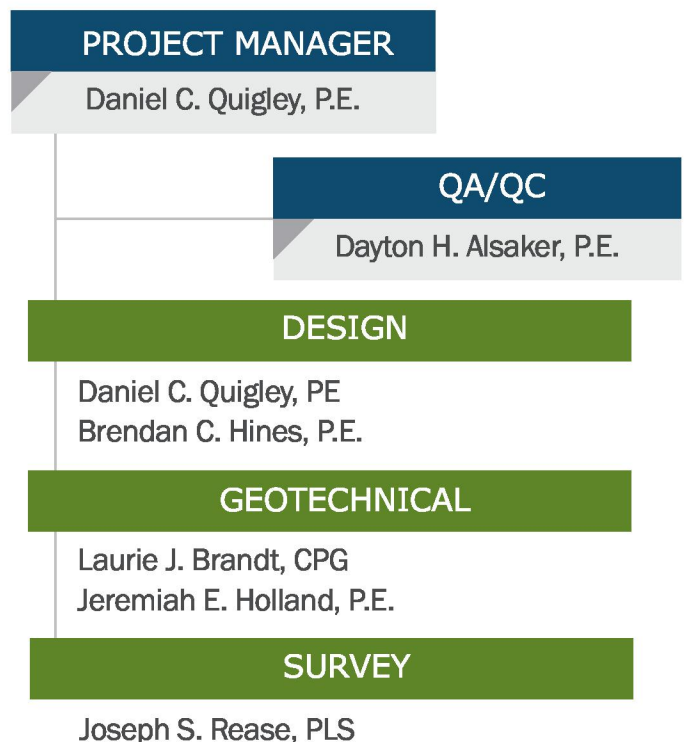 PROJECT MANAGER
Daniel C. Quigley, P.E.
QA/QC
Dayton H. Alsaker, P.E.
DESIGN
Daniel C. Quigley, PE
Brendan C. Hines, P.E.
GEOTECHNICAL
Laurie J. Brandt, CPG
Jeremiah E. Holland, P.E.
SURVEY
Joseph S. Rease, PLS